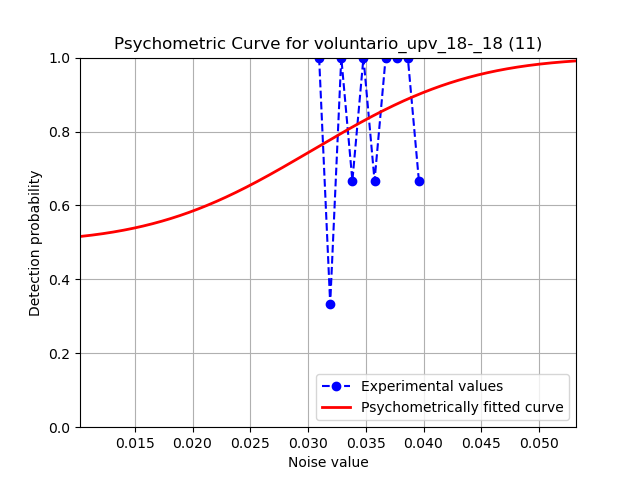 Psychometric Curve for voluntario_upv_18-_18 (11)
1.0
0.8
0.6
0.4
0.2
0.0
Detection probability
0.015 0.020 0.025 0.030 0.035 0.040 0.045 0.050
Noise value
Experimental values
Psychometrically fitted curve